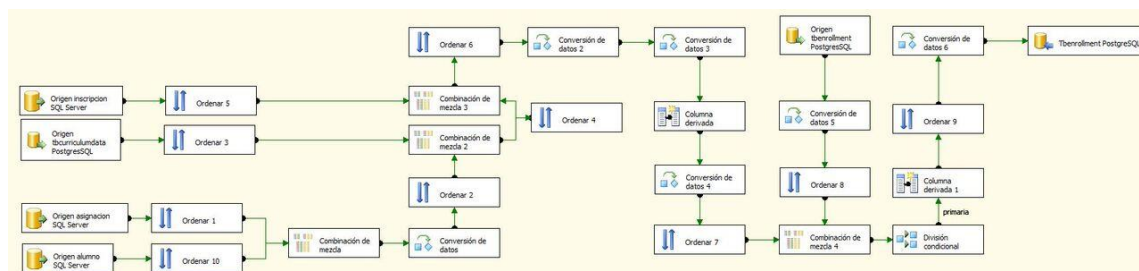 Ordenar 6
Conversión de
datos 2
Conversión de
datos 3
Origen
tbenrollment
PostgreSQL
Conversión de
datos 6
Tbenrollment PostgreSQL
Origen inscripcion
SQL Server
Ordenar 5
Combinación de
mezcla 3
Ordenar 4
Columna
derivada
Conversión de
datos 5
Ordenar 9
Origen
tbcurriculumdata
PostgresSQL
Ordenar 3
Combinación de
mezcla 2
Conversión de
datos 4
Ordenar 8
Columna
derivada 1
primaria
Ordenar 2
Origen asignacion
SQL Server
Ordenar 1
Combinación de
mezcla
Conversión de
datos
Ordenar 7
Combinación de
mezcla 4
División
condicional
Origen alumno
SQL Server
Ordenar 10